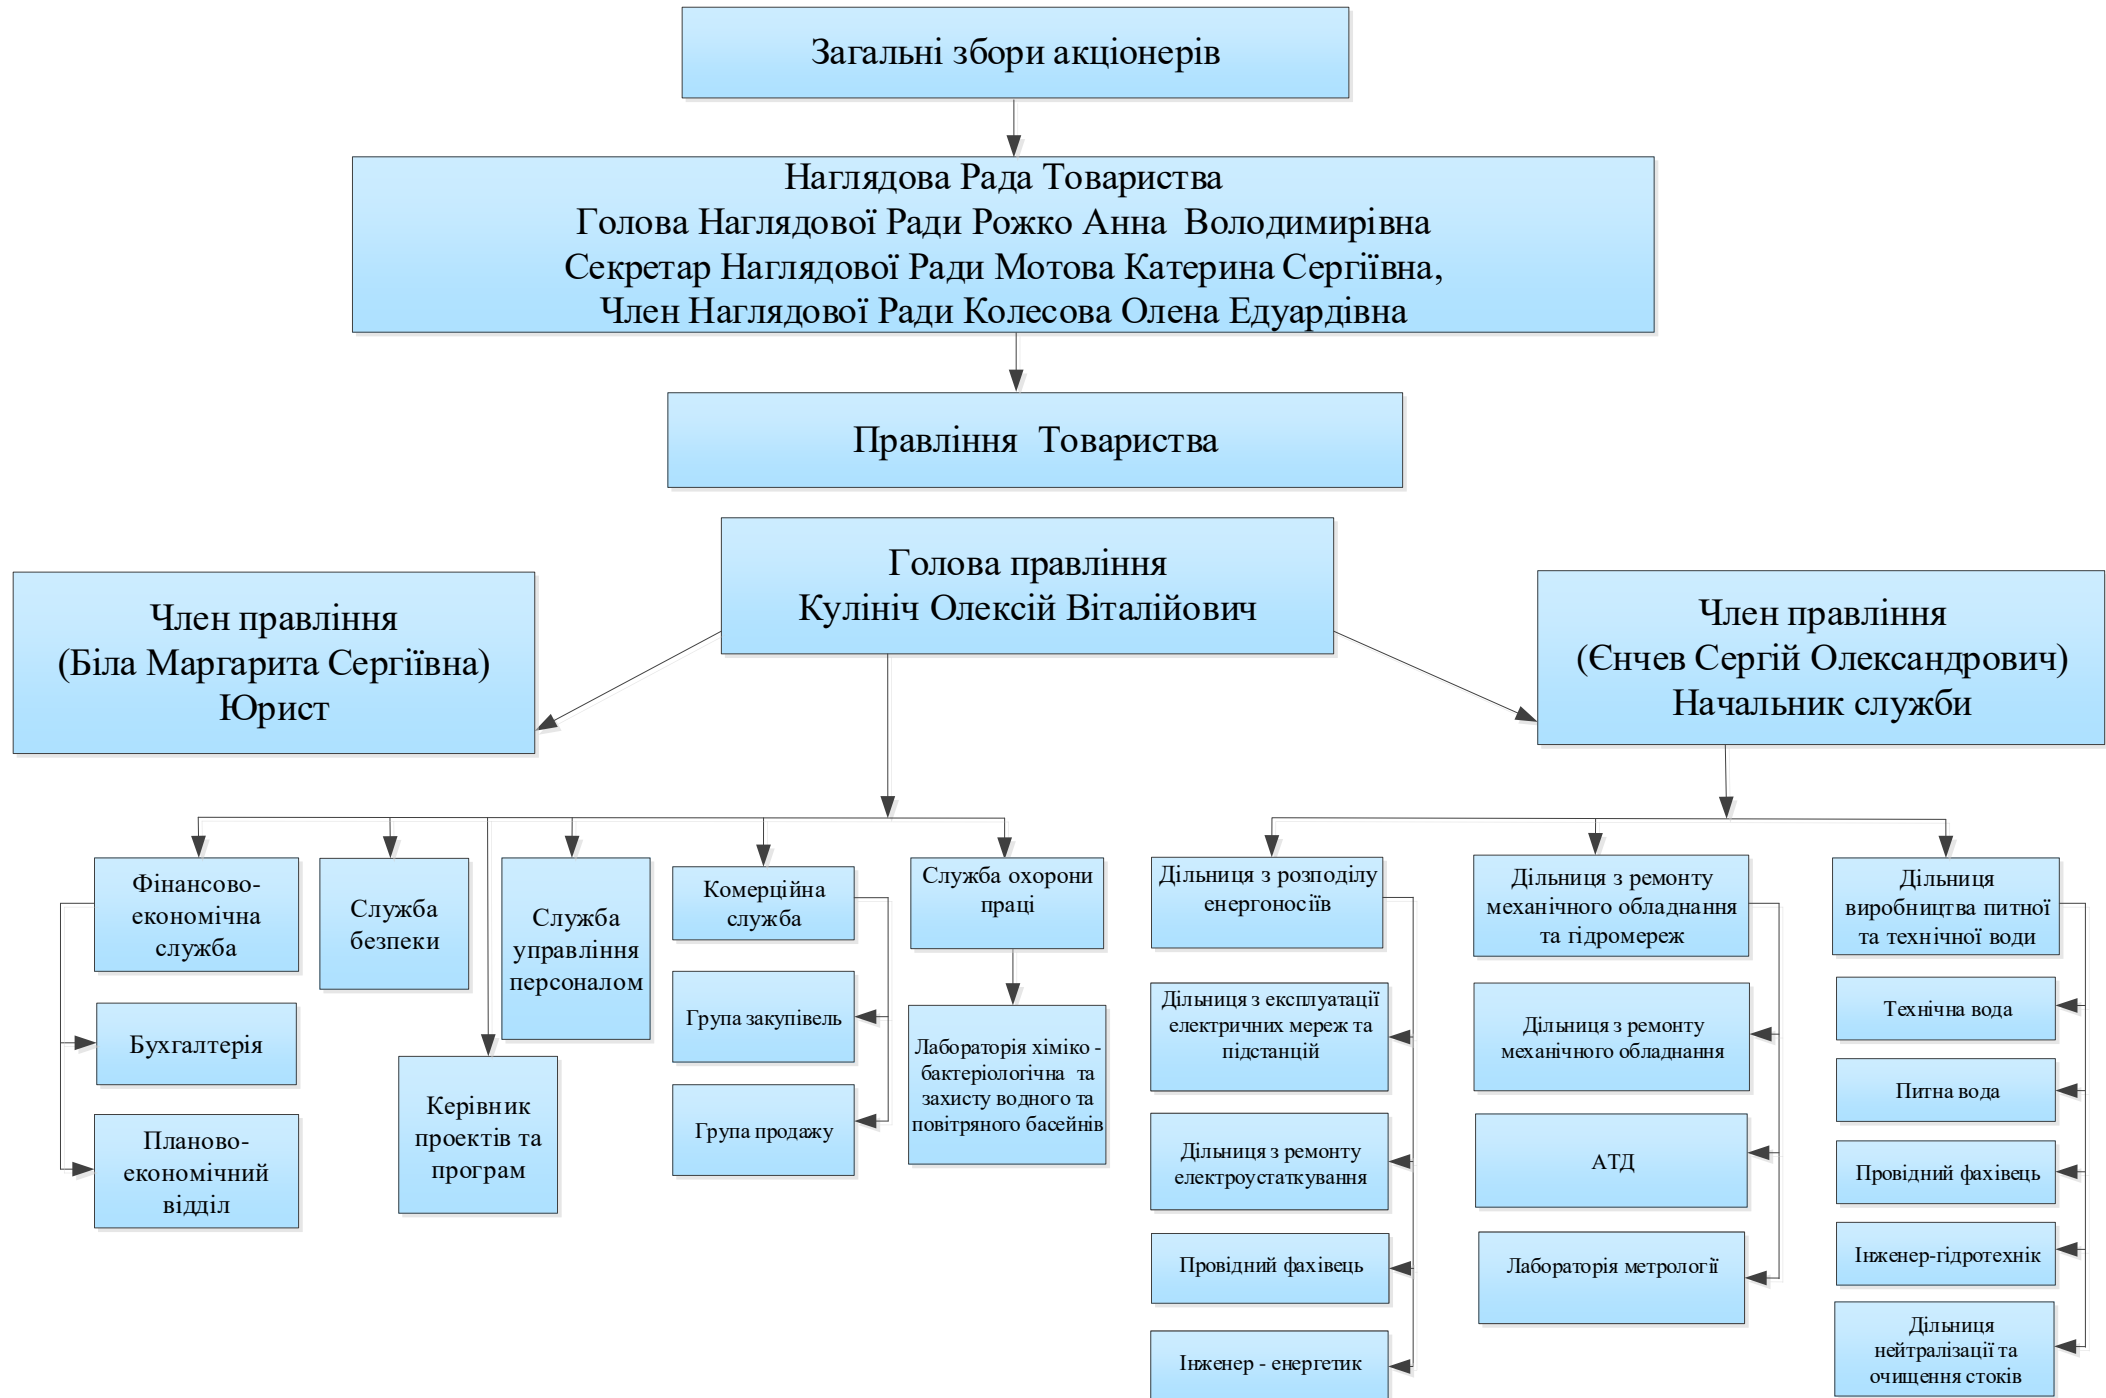 Загальні збори акціонерів
Наглядова Рада Товариства
Голова Наглядової Ради Рожко Анна Володимирівна
Секретар Наглядової Ради Мотова Катерина Сергіївна,
Член Наглядової Ради Колесова Олена Едуардівна
Правління Товариства
Голова правління
Кулініч Олексій Віталійович
Член правління
(Біла Маргарита Сергіївна)
Юрист
Член правління
(Єнчев Сергій Олександрович)
Начальник служби
Фінансово-
економічна
служба
Бухгалтерія
Планово-
економічний
відділ
Служба
безпеки
Керівник
проектів та
програм
Служба
управління
персоналом
Комерційна
служба
Група закупівель
Група продажу
Служба охорони
праці
Лабораторія хіміко -
бактеріологічна та
захисту водного та
повітряного басейнів
Дільниця з розподілу
енергоносіїв
Дільниця з експлуатації
електричних мереж та
підстанцій
Дільниця з ремонту
електроустаткування
Провідний фахівець
Інженер - енергетик
Дільниця з ремонту
механічного обладнання
та гідромереж
Дільниця з ремонту
механічного обладнання
АТД
Лабораторія метрології
Дільниця
виробництва питної
та технічної води
Технічна вода
Питна вода
Провідний фахівець
Інженер-гідротехнік
Дільниця
нейтралізації та
очищення стоків